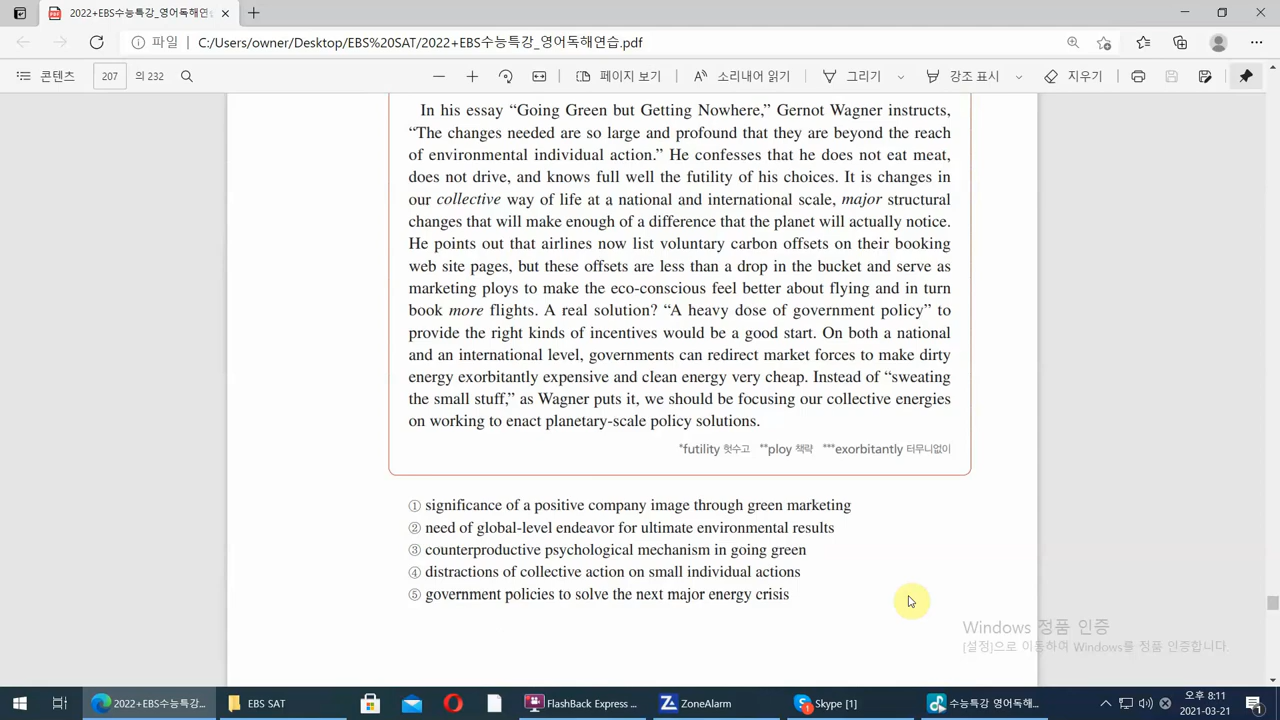 2022+EBS수능특강_영어독해연습
파일 C:/Users/owner/Desktop/EBS%20SAT/2022+EBS수능특강_영어독해연습.pdf
콘텐츠 207 의 232 페이지 보기 소리내어 읽기 그리기 강조 표시 지우기
In his essay “Going Green but Getting Nowhere,” Gernot Wagner instructs,
“The changes needed are so large and profound that they are beyond the reach
of environmental individual action.” He confesses that he does not eat meat,
does not drive, and knows full well the futility of his choices. It is changes in
our collective way of life at a national and international scale, major structural
changes that will make enough of a difference that the planet will actually notice.
He points out that airlines now list voluntary carbon offsets on their booking
web site pages, but these offsets are less than a drop in the bucket and serve as
marketing ploys to make the eco-conscious feel better about flying and in turn
book more flights. A real solution? “A heavy dose of government policy” to
provide the right kinds of incentives would be a good start. On both a national
and an international level, governments can redirect market forces to make dirty
energy exorbitantly expensive and clean energy very cheap. Instead of “sweating
the small stuff,” as Wagner puts it, we should be focusing our collective energies
on working to enact planetary-scale policy solutions.
*futility 헛수고 **ploy 책략 ***exorbitantly 터무니없이
① significance of a positive company image through green marketing
② need of global-level endeavor for ultimate environmental results
③ counterproductive psychological mechanism in going green
④ distractions of collective action on small individual actions
⑤ government policies to solve the next major energy crisis
Windows 정품 인증
[설정]으로 이동하여 Windows를 정품 인증합니다.
2022+EBS수능특강... EBS SAT FlashBack Express ... ZoneAlarm Skype [1] 수능특강 영어독해... 오후 8:11
2021-03-21